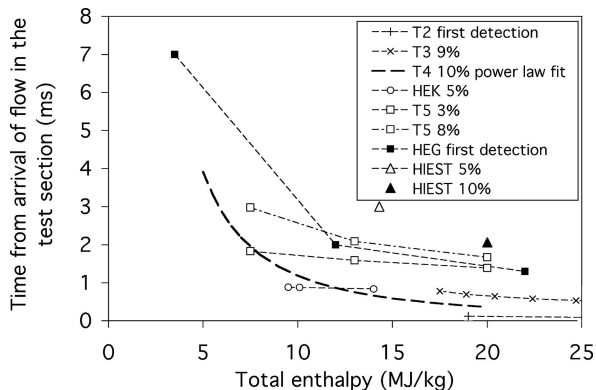 Time from arrival of flow in the
test section (ms)
8
7
6
5
4
3
2
1
0
T2 first detection
T3 9%
T4 10% power law fit
HEK 5%
T5 3%
T5 8%
HEG first detection
HIEST 5%
HIEST 10%
0 5 10 15 20 25
Total enthalpy (MJ/kg)